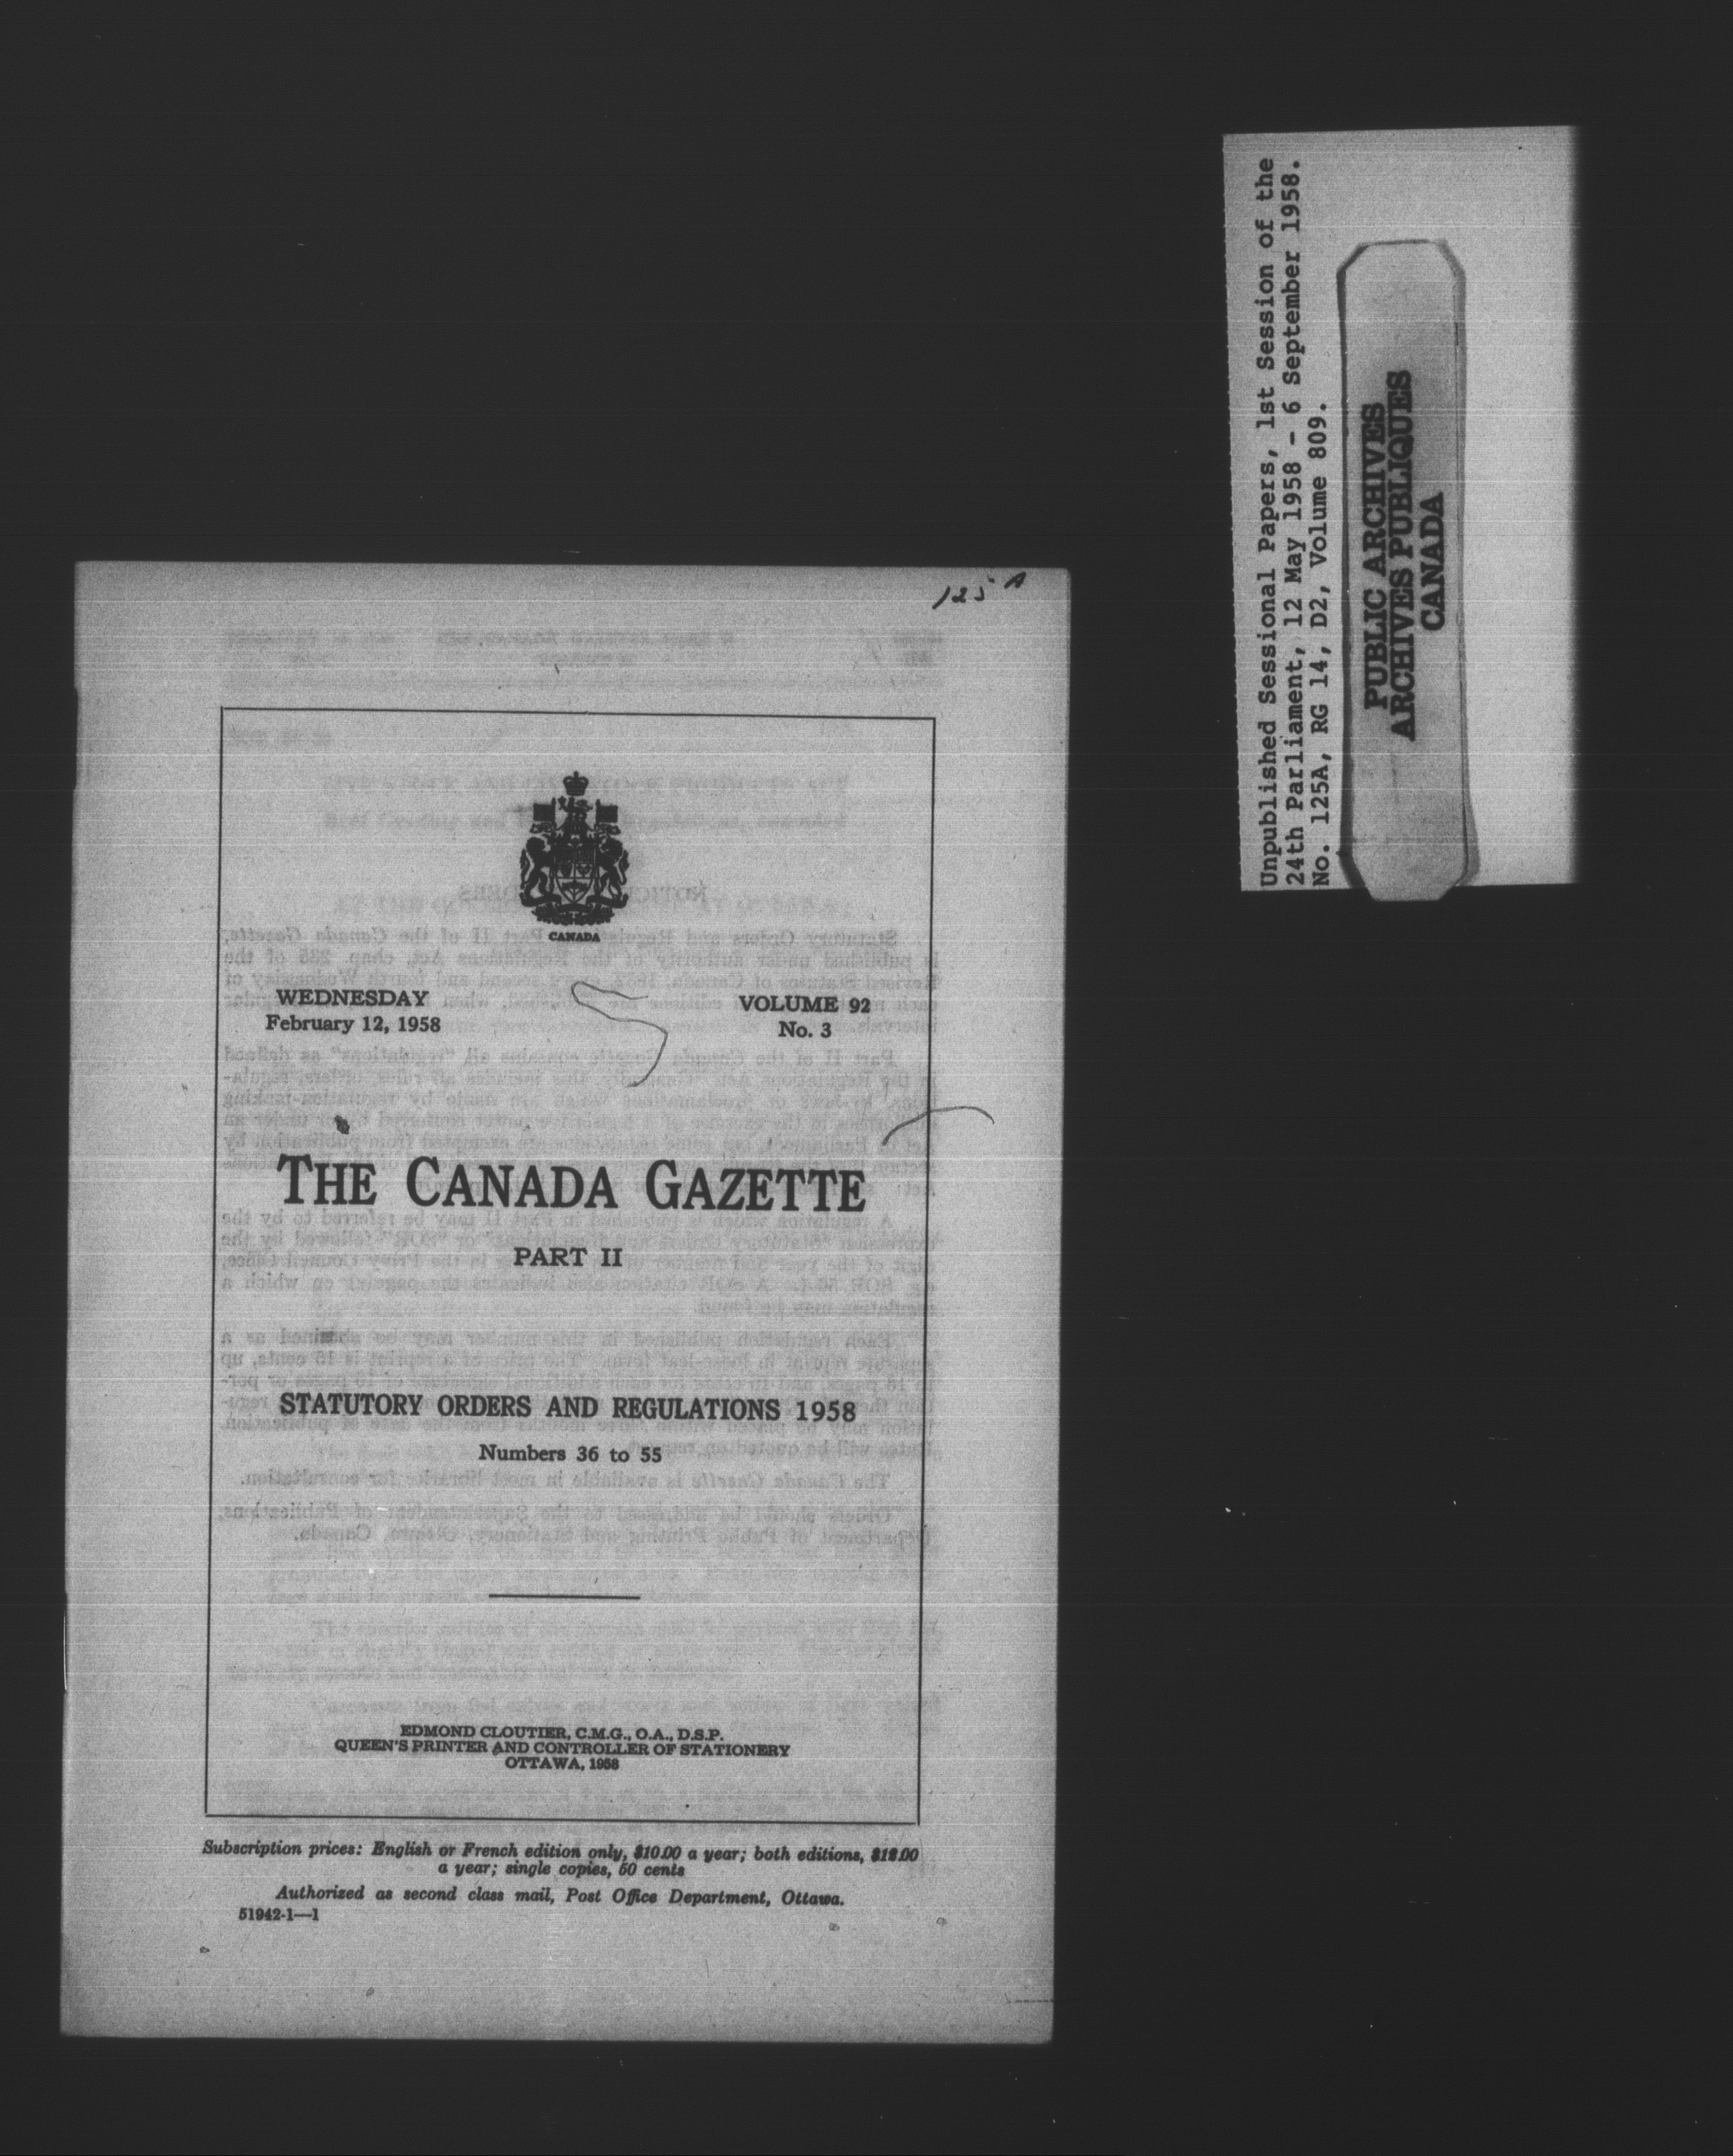 125 A
CANADA
WEDNESDAY
February 12, 1958
VOLUME 92
No. 3
THE CANADA GAZETTE
PART II
STATUTORY ORDERS AND REGULATIONS 1958
Numbers 36 to 55
EDMOND CLOUTIER, C.M.G., O.A., D.S.P.
QUEEN'S PRINTER AND CONTROLLER OF STATIONERY
OTTAWA, 1958
Subscription prices: English or French edition only, $10.00 a year; both editions, $12.00
a year; single copies, 50 cents
Authorized as second class mail, Post Office Department, Ottawa.
51942-1—1
Unpublished Sessional Papers, 1st Session of the
24th Parliament, 12 May 1958 - 6 September 1958.
No. 125A, RG 14, D2, Volume 809.
PUBLIC ARCHIVES
ARCHIVES PUBLIQUES
CANADA